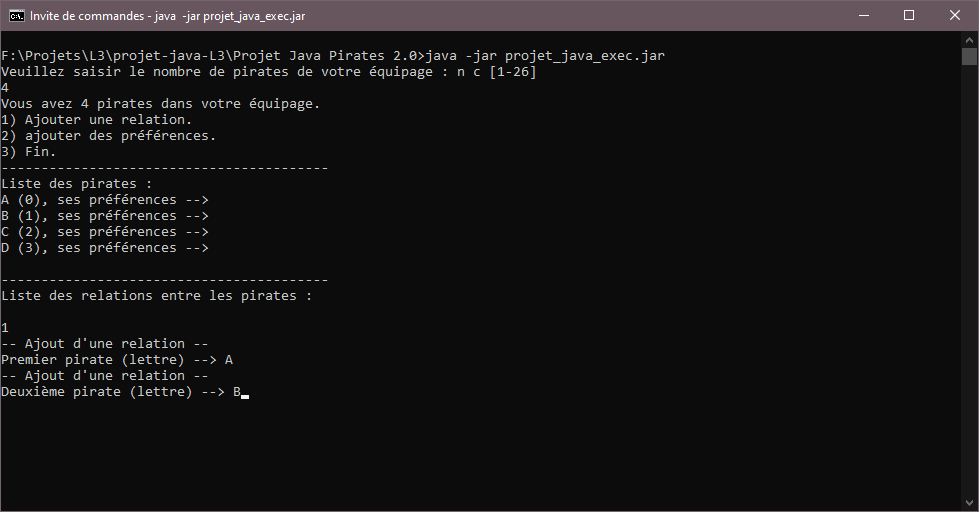 Invite de commandes - java -jar projet_java_exec.jar
F:\Projets\L3\projet-java-L3\Projet Java Pirates 2.0>java -jar projet_java_exec.jar
Veuillez saisir le nombre de pirates de votre équipage : n c [1-26]
4
Vous avez 4 pirates dans votre équipage.
1) Ajouter une relation.
2) ajouter des préférences.
3) Fin.
-----------------------------------------
Liste des pirates :
A (0), ses préférences -->
B (1), ses préférences -->
C (2), ses préférences -->
D (3), ses préférences -->
-----------------------------------------
Liste des relations entre les pirates :
1
-- Ajout d'une relation --
Premier pirate (lettre) --> A
-- Ajout d'une relation --
Deuxième pirate (lettre) --> B